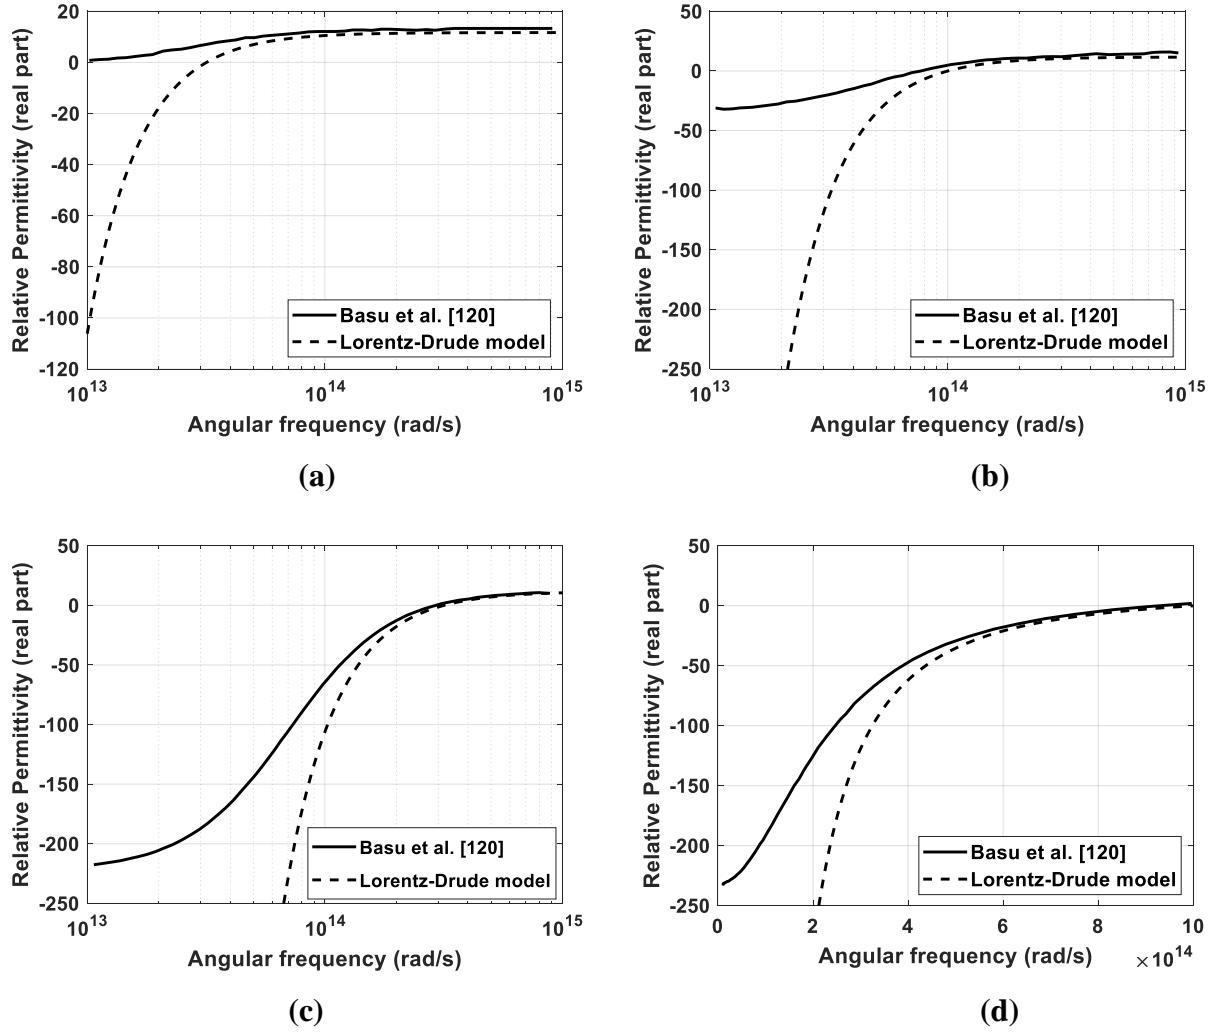 Relative Permittivity (real part)
20
0
-20
-40
-60
-80
-100
-120
10^13
10^14
10^15
Basu et al. [120]
Lorentz-Drude model
Angular frequency (rad/s)
(a)
Relative Permittivity (real part)
50
0
-50
-100
-150
-200
-250
10^13
10^14
10^15
Basu et al. [120]
Lorentz-Drude model
Angular frequency (rad/s)
(b)
Relative Permittivity (real part)
50
0
-50
-100
-150
-200
-250
10^13
10^14
10^15
Basu et al. [120]
Lorentz-Drude model
Angular frequency (rad/s)
(c)
Relative Permittivity (real part)
50
0
-50
-100
-150
-200
-250
0
2
4
6
8
10
Basu et al. [120]
Lorentz-Drude model
Angular frequency (rad/s)
×10^14
(d)